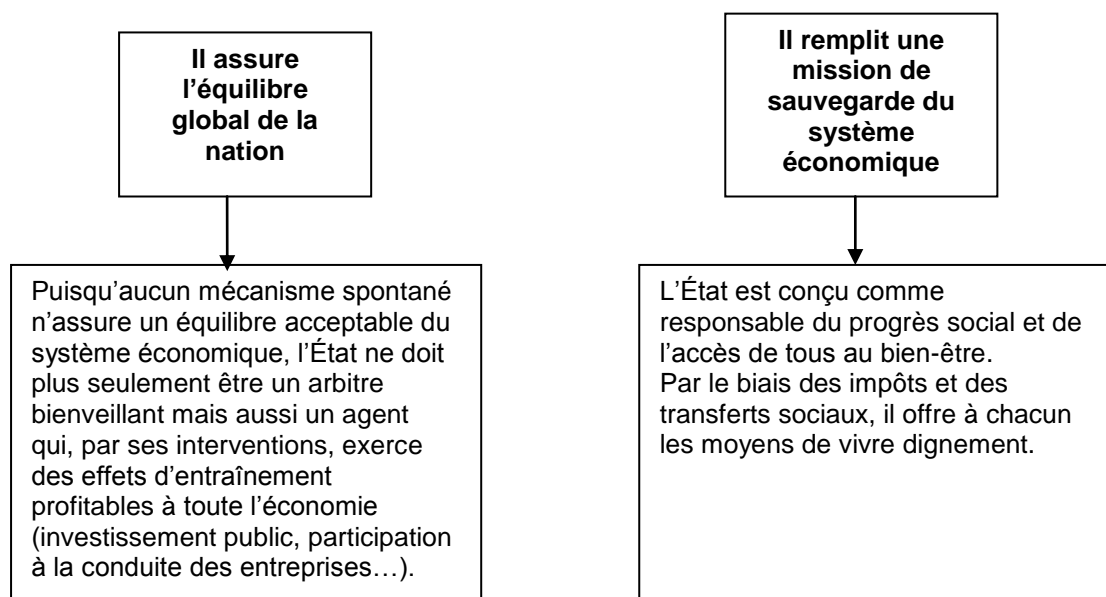 Il assure
l’équilibre
global de la
nation
Il remplit une
mission de
sauvegarde du
système
économique
Puisqu’aucun mécanisme spontané
n’assure un équilibre acceptable du
système économique, l’État ne doit
plus seulement être un arbitre
bienveillant mais aussi un agent
qui, par ses interventions, exerce
des effets d’entraînement
profitables à toute l’économie
(investissement public, participation
à la conduite des entreprises…).
L’État est conçu comme
responsable du progrès social et de
l’accès de tous au bien-être.
Par le biais des impôts et des
transferts sociaux, il offre à chacun
les moyens de vivre dignement.